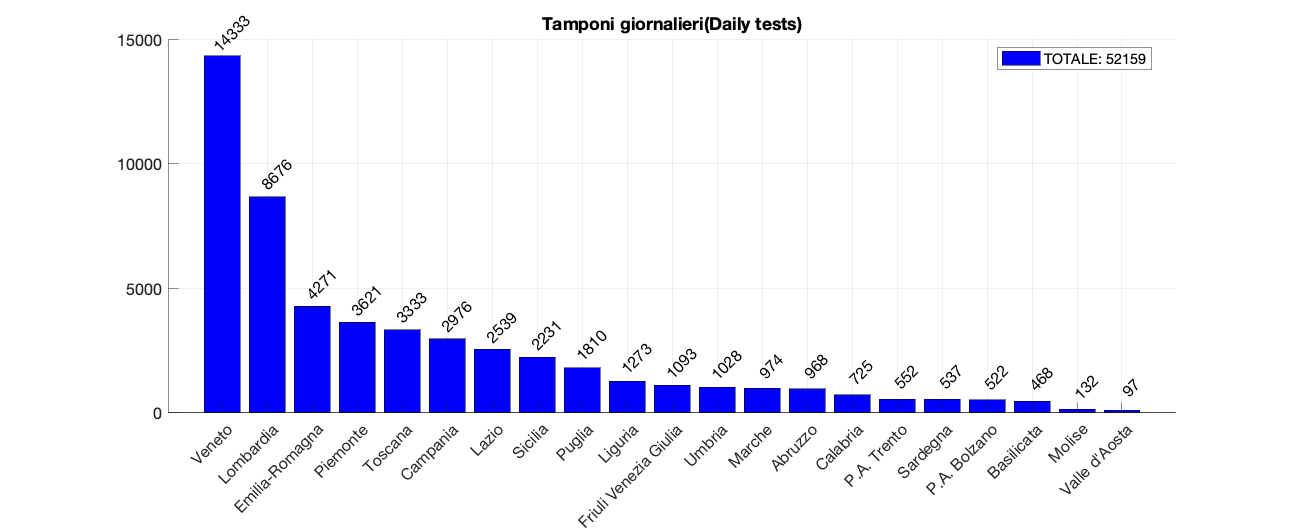 Tamponi giornalieri(Daily tests)
TOTALE: 52159
15000
10000
5000
0
14333
8676
4271
3621
3333
2976
2539
2231
1810
1273
1093
1028
974
968
725
552
537
522
468
132
97
Veneto
Lombardia
Emilia-Romagna
Piemonte
Toscana
Campania
Lazio
Sicilia
Puglia
Liguria
Friuli Venezia Giulia
Umbria
Marche
Abruzzo
Calabria
P.A. Trento
Sardegna
P.A. Bolzano
Basilicata
Molise
Valle d'Aosta